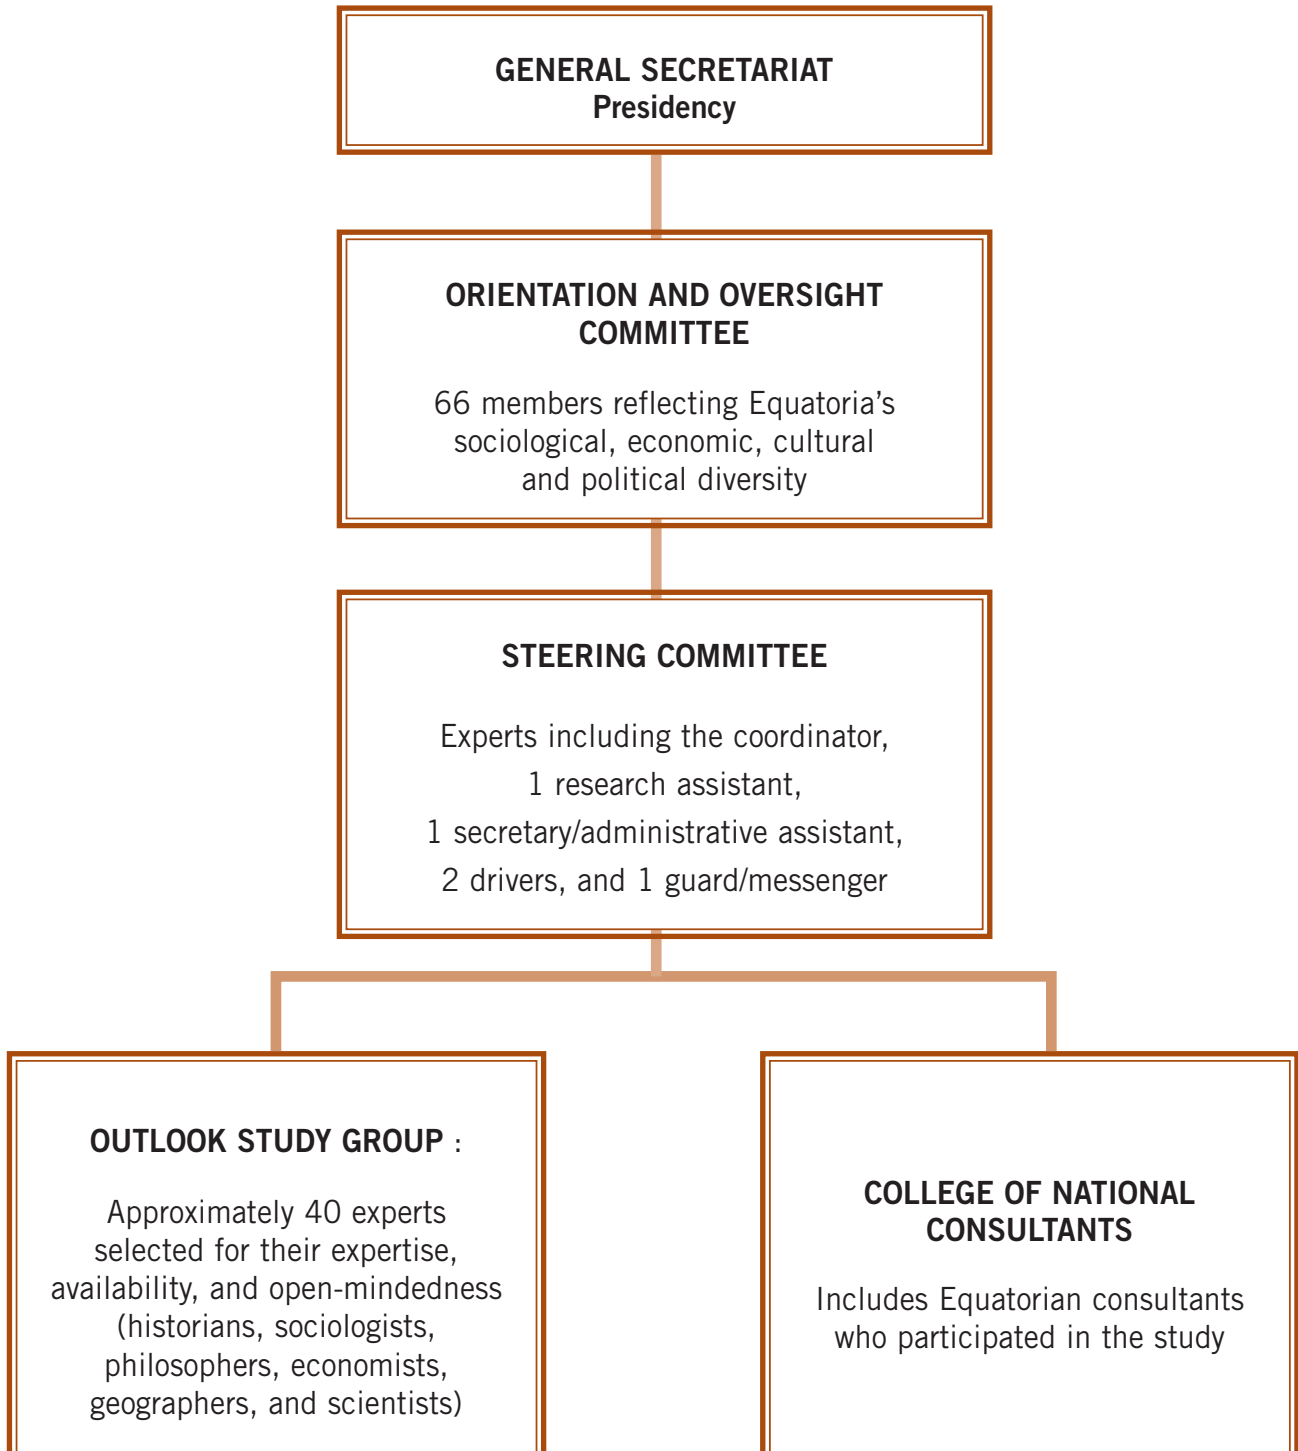 GENERAL SECRETARIAT
Presidency
ORIENTATION AND OVERSIGHT
COMMITTEE
66 members reflecting Equatoria’s
sociological, economic, cultural
and political diversity
STEERING COMMITTEE
Experts including the coordinator,
1 research assistant,
1 secretary/administrative assistant,
2 drivers, and 1 guard/messenger
OUTLOOK STUDY GROUP :
Approximately 40 experts
selected for their expertise,
availability, and open-mindedness
(historians, sociologists,
philosophers, economists,
geographers, and scientists)
COLLEGE OF NATIONAL
CONSULTANTS
Includes Equatorian consultants
who participated in the study